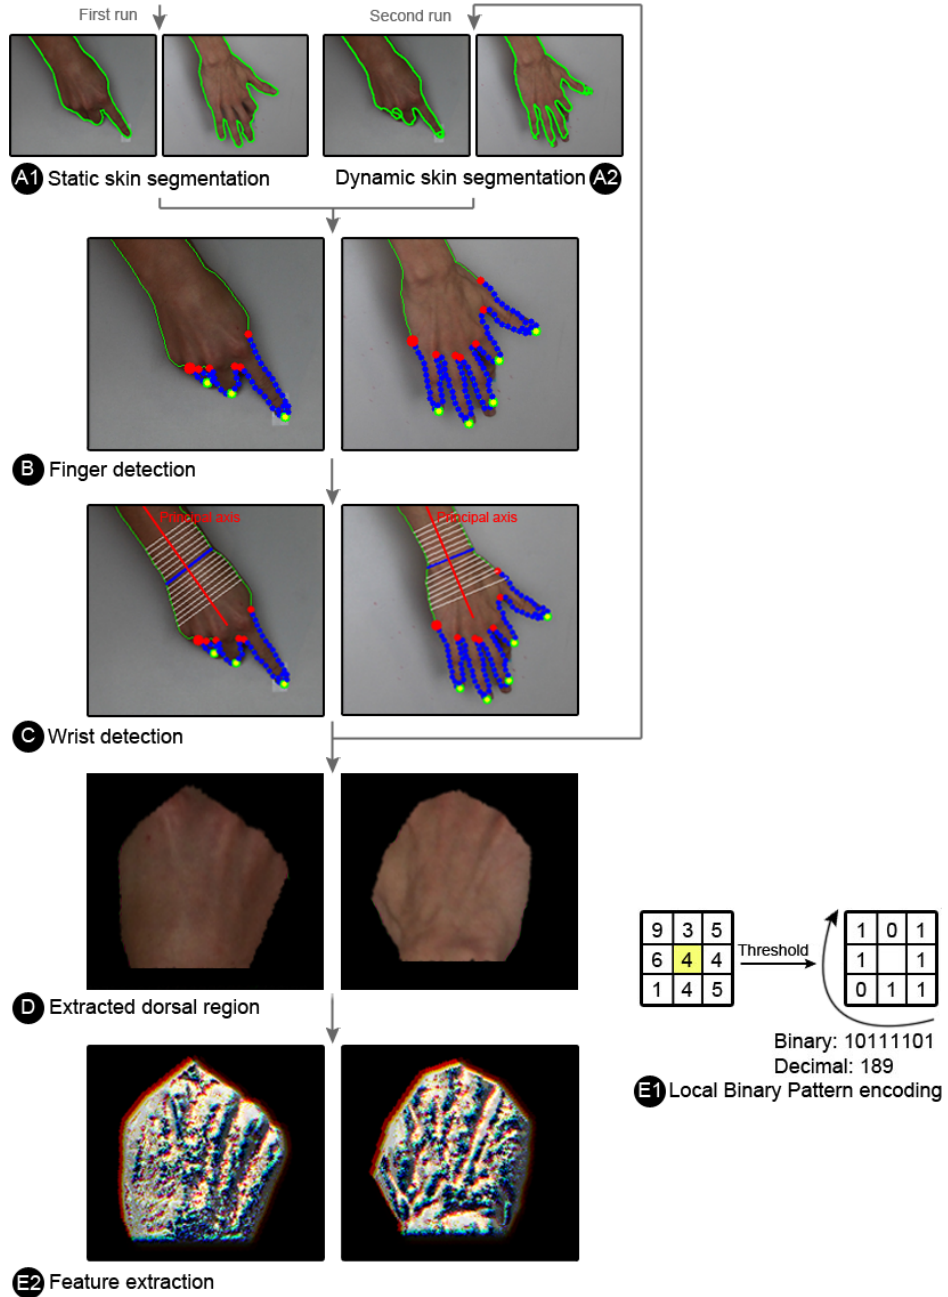 First run
Second run
A1 Static skin segmentation
Dynamic skin segmentation A2
B Finger detection
Principal axis
Principal axis
C Wrist detection
D Extracted dorsal region
9 3 5
6 4 4
1 4 5
Threshold
1 0 1
1 1
0 1 1
Binary: 10111101
Decimal: 189
E1 Local Binary Pattern encoding
E2 Feature extraction